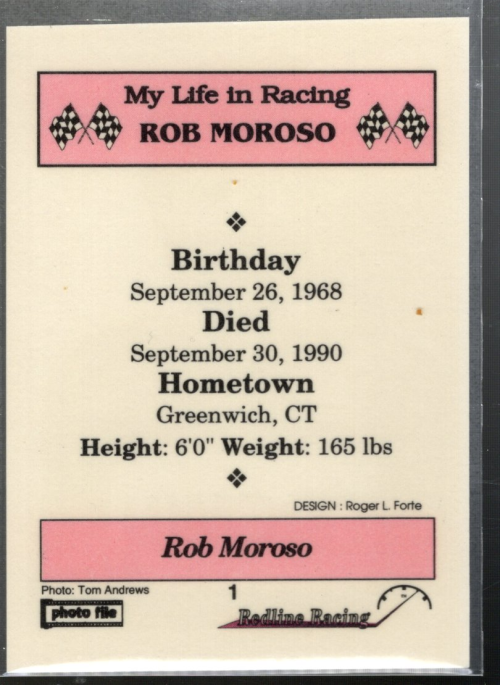 My Life in Racing
ROB MOROSO
Birthday
September 26, 1968
Died
September 30, 1990
Hometown
Greenwich, CT
Height: 6'0" Weight: 165 lbs
DESIGN : Roger L. Forte
Rob Moroso
Photo: Tom Andrews
1
photo file
Redline Racing